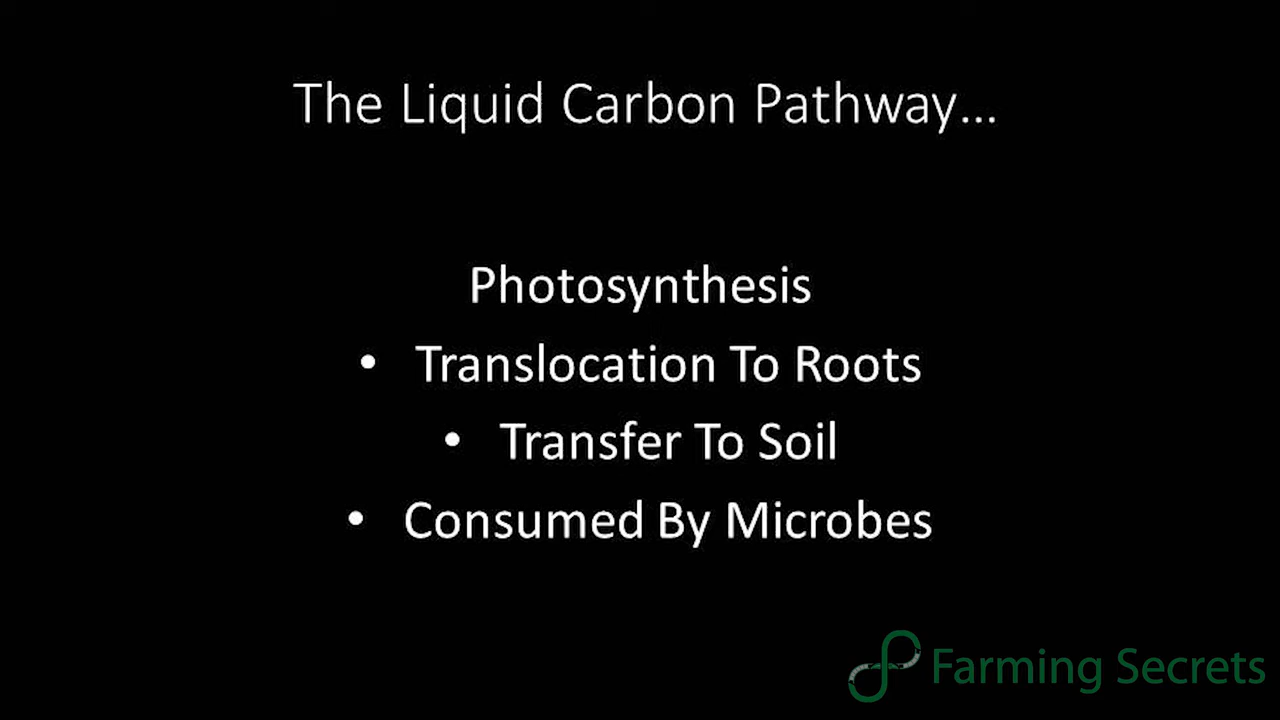 The Liquid Carbon Pathway...
Photosynthesis
• Translocation To Roots
• Transfer To Soil
• Consumed By Microbes
Farming Secrets